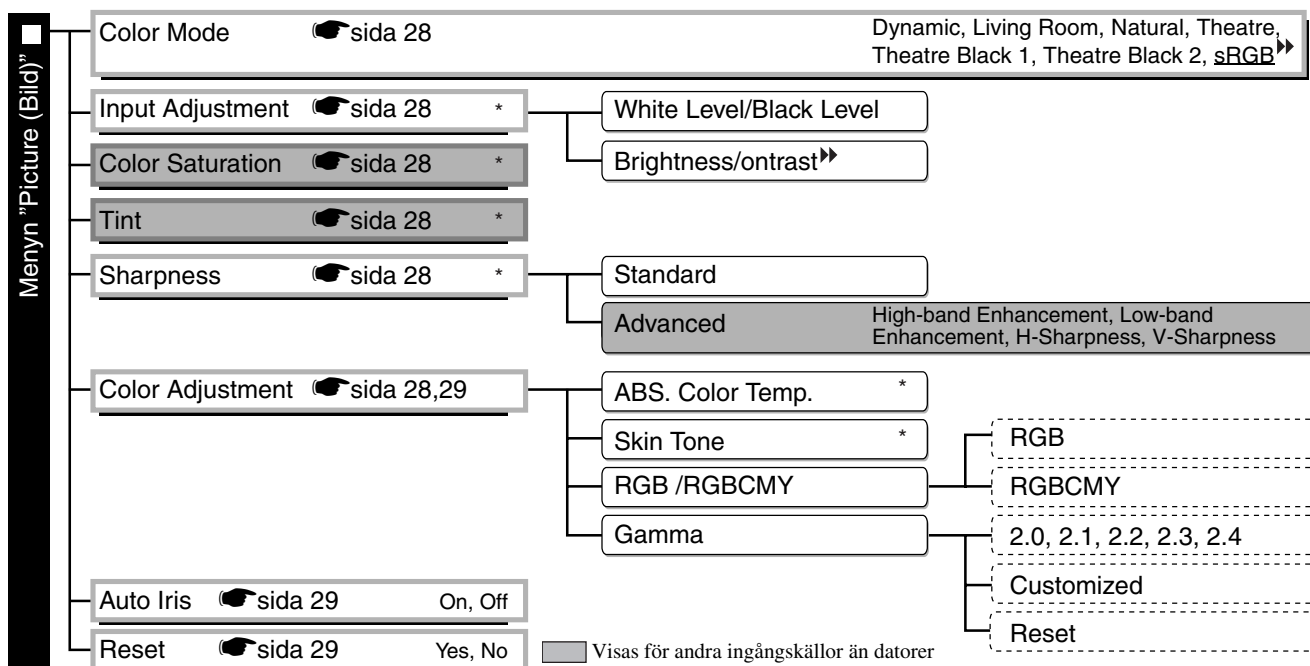 Menyn ”Picture (Bild)”
Color Mode sida 28 Dynamic, Living Room, Natural, Theatre,
Theatre Black 1, Theatre Black 2, sRGB
Input Adjustment sida 28 *
White Level/Black Level
Brightness/ontrast
Color Saturation sida 28 *
Tint sida 28 *
Sharpness sida 28 *
Standard
Advanced High-band Enhancement, Low-band
Enhancement, H-Sharpness, V-Sharpness
Color Adjustment sida 28,29
ABS. Color Temp. *
Skin Tone *
RGB /RGBCMY
RGB
RGBCMY
Gamma
2.0, 2.1, 2.2, 2.3, 2.4
Customized
Reset
Auto Iris sida 29 On, Off
Reset sida 29 Yes, No
Visas för andra ingångskällor än datorer